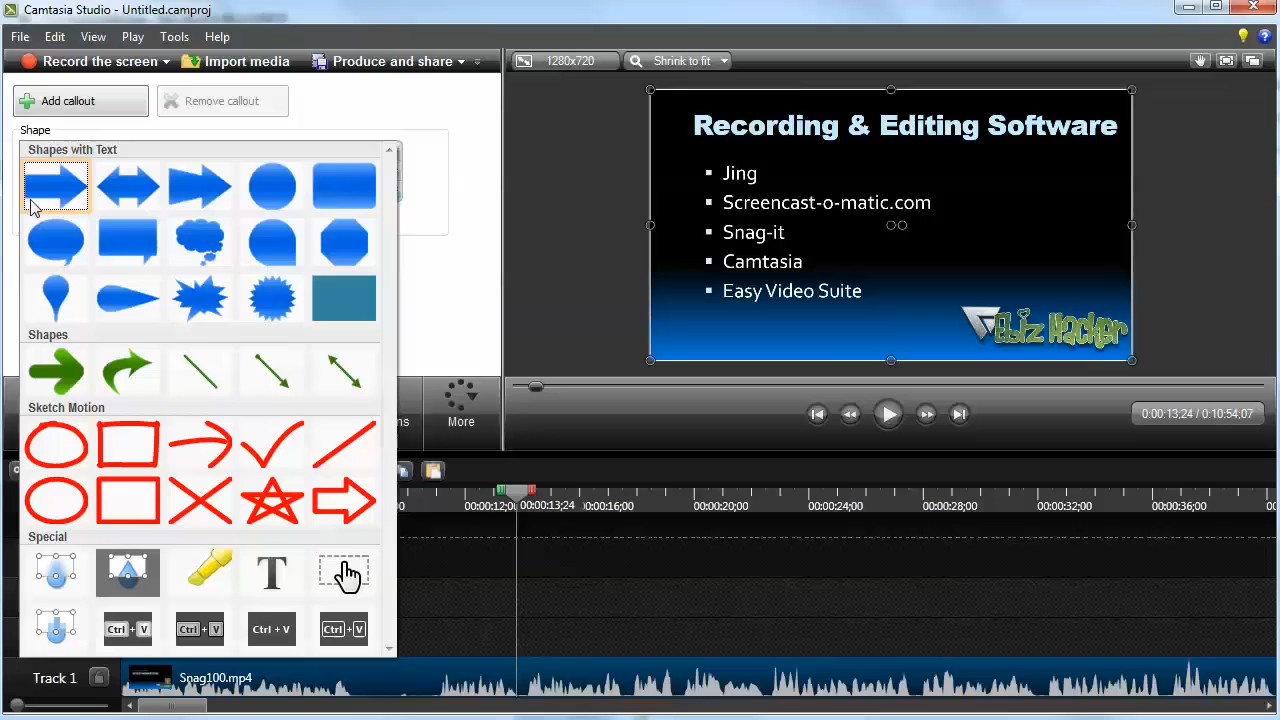 Camtasia Studio - Untitled.camproj
File Edit View Play Tools Help
Record the screen Import media Produce and share
1280x720 Shrink to fit
Add callout Remove callout
Shape
Shapes with Text
Shapes
Sketch Motion
Special
Ctrl + V Ctrl + V Ctrl + V Ctrl + V
Recording & Editing Software
▪ Jing
▪ Screencast-o-matic.com
▪ Snag-it
▪ Camtasia
▪ Easy Video Suite
Ebiz Hacker
ns More
0:00:13;24 / 0:10:54;07
00:00:12;0 00:00:13;24 00:00:16;00 00:00:20;00 00:00:24;00 00:00:28;00 00:00:32;00 00:00:36;00
Track 1 Snag100.mp4